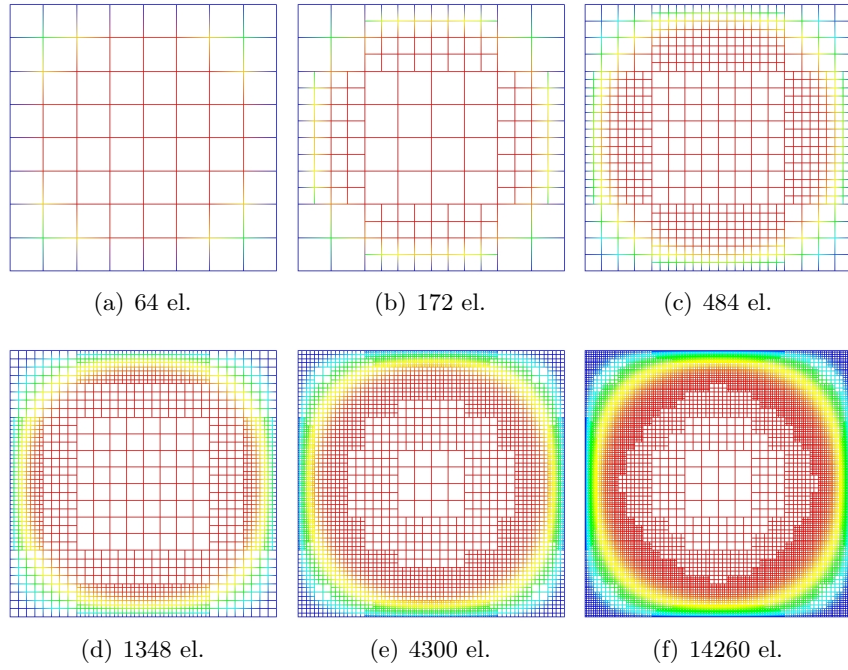 (a) 64 el.
(b) 172 el.
(c) 484 el.
(d) 1348 el.
(e) 4300 el.
(f) 14260 el.